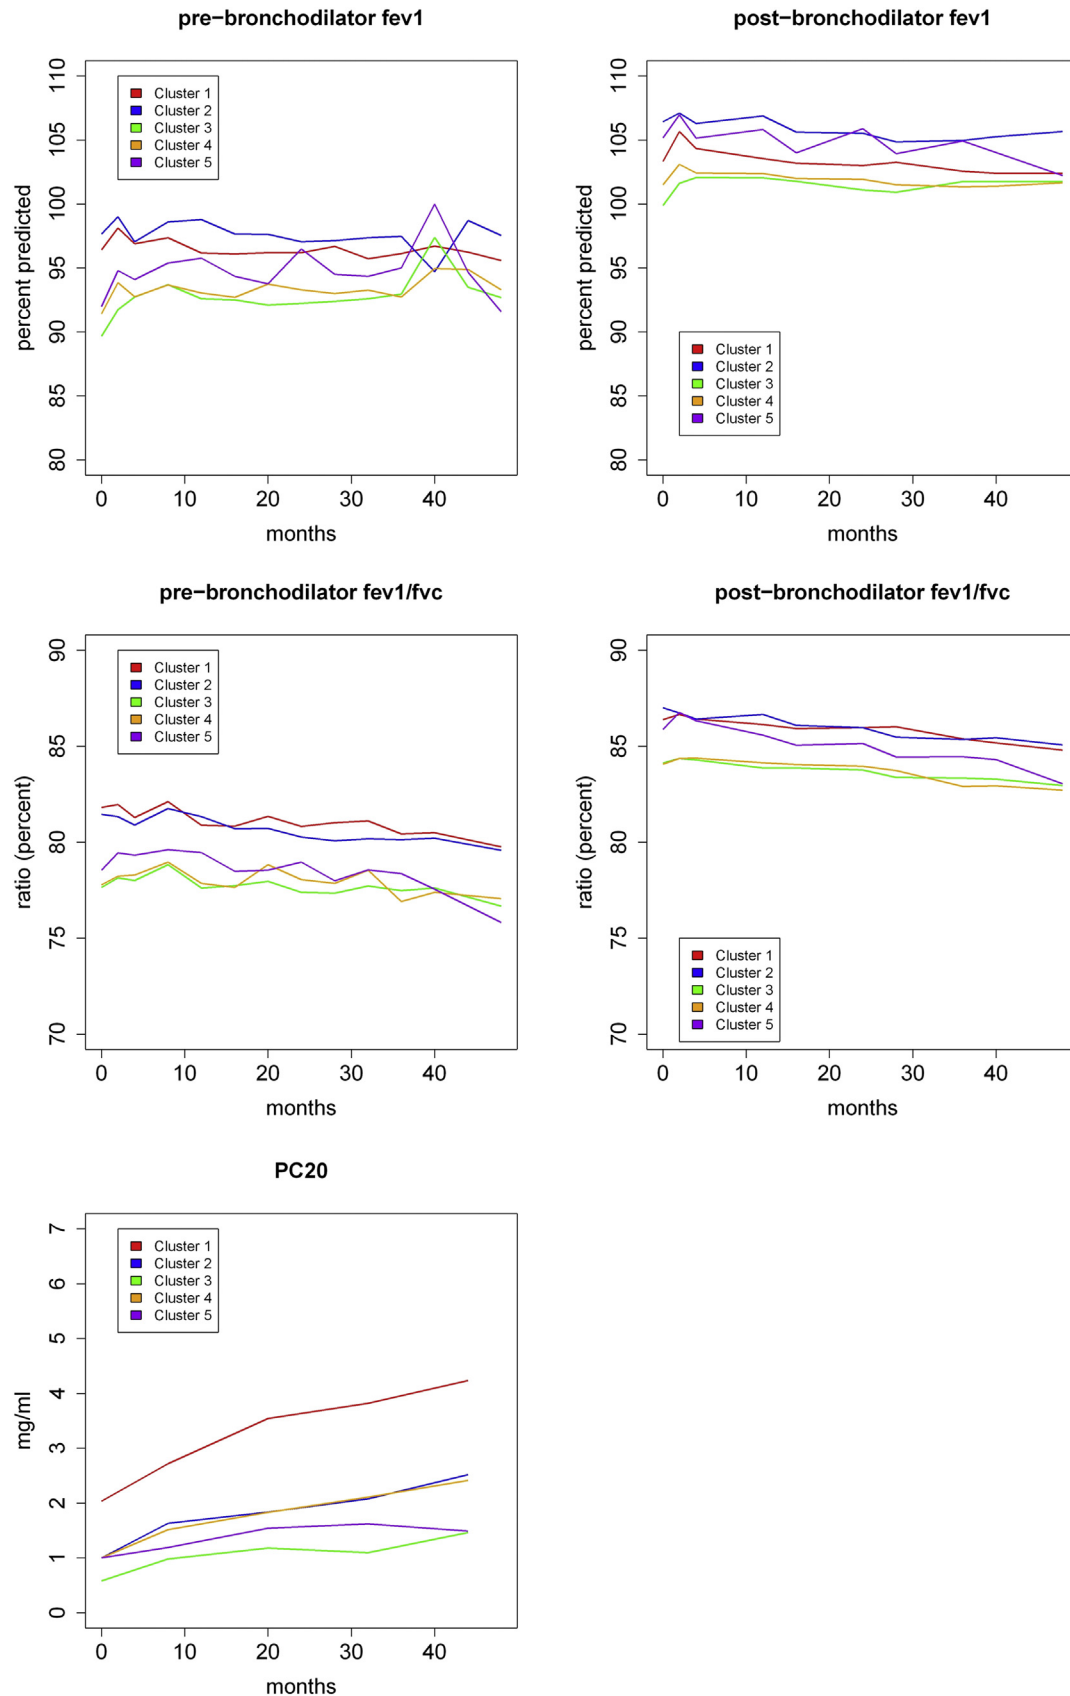 pre−bronchodilator fev1
percent predicted
110
105
100
95
90
85
80
Cluster 1
Cluster 2
Cluster 3
Cluster 4
Cluster 5
0 10 20 30 40
months
post−bronchodilator fev1
percent predicted
110
105
100
95
90
85
80
Cluster 1
Cluster 2
Cluster 3
Cluster 4
Cluster 5
0 10 20 30 40
months
pre−bronchodilator fev1/fvc
ratio (percent)
90
85
80
75
70
Cluster 1
Cluster 2
Cluster 3
Cluster 4
Cluster 5
0 10 20 30 40
months
post−bronchodilator fev1/fvc
ratio (percent)
90
85
80
75
70
Cluster 1
Cluster 2
Cluster 3
Cluster 4
Cluster 5
0 10 20 30 40
months
PC20
mg/ml
7
6
5
4
3
2
1
0
Cluster 1
Cluster 2
Cluster 3
Cluster 4
Cluster 5
0 10 20 30 40
months